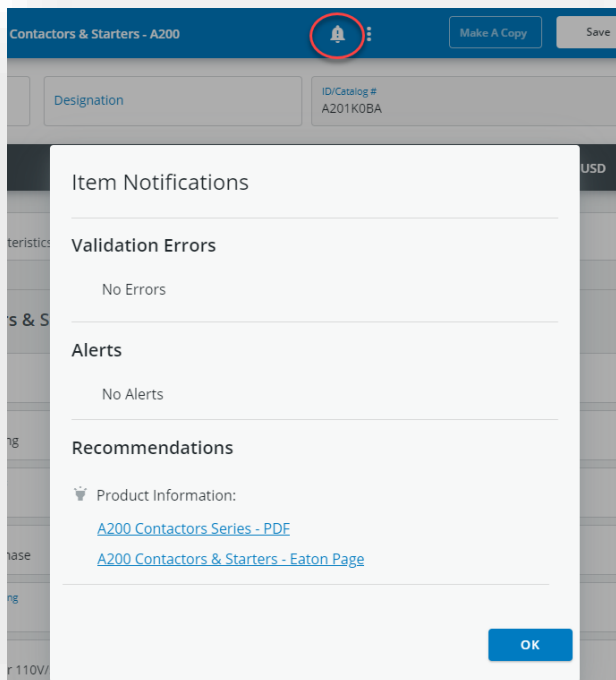 Contactors & Starters - A200
Make A Copy
Save
Designation
ID/Catalog #
A201K0BA
USD
Item Notifications
teristics
Validation Errors
No Errors
's & S
Alerts
No Alerts
ng
Recommendations
Product Information:
A200 Contactors Series - PDF
hase
A200 Contactors & Starters - Eaton Page
ng
OK
r 110V/